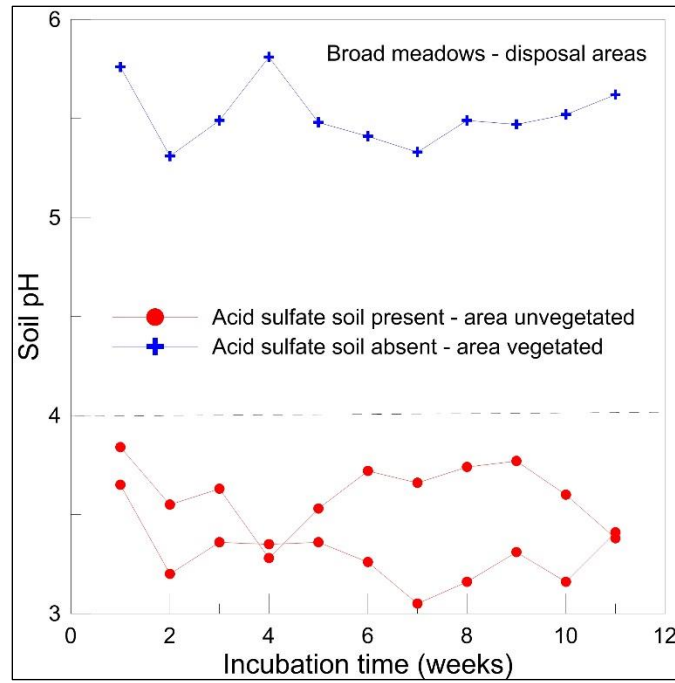 6
Broad meadows - disposal areas
5
Soil pH
Acid sulfate soil present - area unvegetated
Acid sulfate soil absent - area vegetated
4
3
0 2 4 6 8 10 12
Incubation time (weeks)